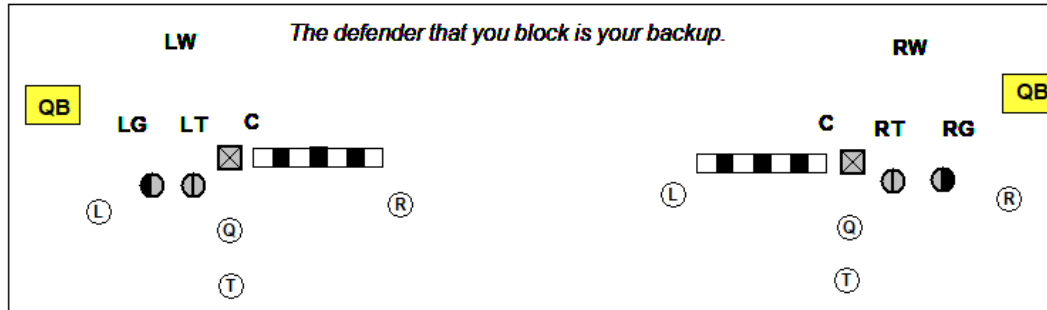 The defender that you block is your backup.
LW
RW
QB
QB
LG LT C
C RT RG
L
R
L
R
Q
Q
T
T